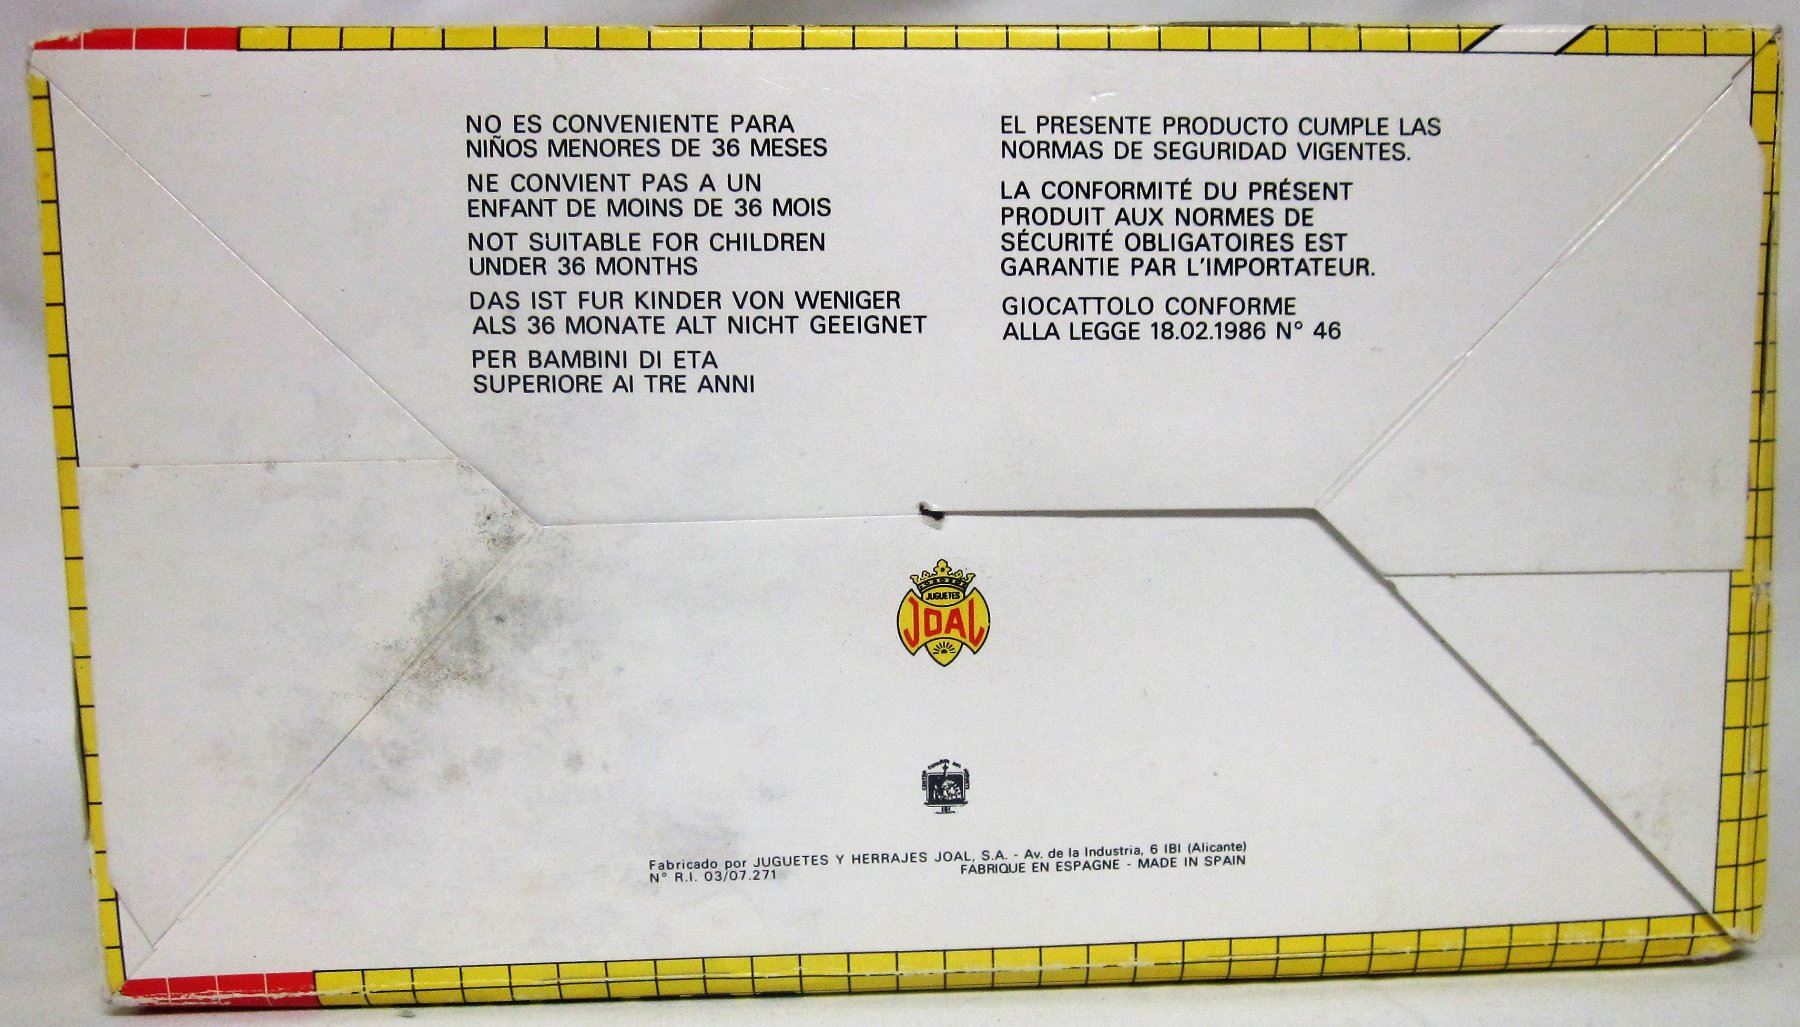 NO ES CONVENIENTE PARA
NIÑOS MENORES DE 36 MESES
NE CONVIENT PAS A UN
ENFANT DE MOINS DE 36 MOIS
NOT SUITABLE FOR CHILDREN
UNDER 36 MONTHS
DAS IST FUR KINDER VON WENIGER
ALS 36 MONATE ALT NICHT GEEIGNET
PER BAMBINI DI ETA
SUPERIORE AI TRE ANNI
EL PRESENTE PRODUCTO CUMPLE LAS
NORMAS DE SEGURIDAD VIGENTES.
LA CONFORMITÉ DU PRÉSENT
PRODUIT AUX NORMES DE
SÉCURITÉ OBLIGATOIRES EST
GARANTIE PAR L'IMPORTATEUR.
GIOCATTOLO CONFORME
ALLA LEGGE 18.02.1986 N° 46
JUGUETES
JOAL
Fabricado por JUGUETES Y HERRAJES JOAL, S.A. - Av. de la Industria, 6 IBI (Alicante)
N° R.I. 03/07.271 FABRIQUE EN ESPAGNE - MADE IN SPAIN